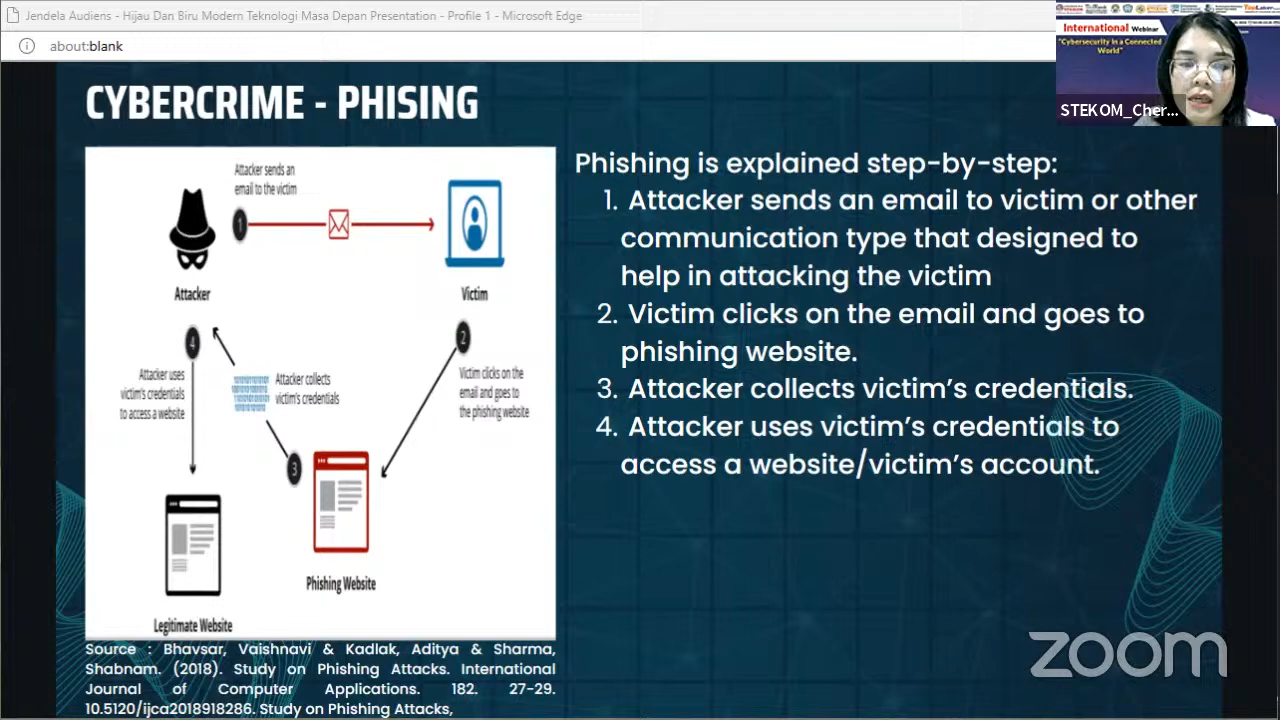 Jendela Audiens - Hijau Dan Biru Modern Teknologi Masa Depan Presentation - Profile 1 - Microsoft Edge
about:blank
International Webinar
"Cybersecurity in a Connected
World"
STEKOM_Cher...
CYBERCRIME - PHISING
Attacker sends an
email to the victim
1
Attacker
Victim
4
2
Attacker uses
victim's credentials
to access a website
Attacker collects
victim's credentials
Victim clicks on the
email and goes to
the phishing website
3
Phishing Website
Legitimate Website
Source : Bhavsar, Vaishnavi & Kadlak, Aditya & Sharma,
Shabnam. (2018). Study on Phishing Attacks. International
Journal of Computer Applications. 182. 27-29.
10.5120/ijca2018918286. Study on Phishing Attacks,
Phishing is explained step-by-step:
1. Attacker sends an email to victim or other
communication type that designed to
help in attacking the victim
2. Victim clicks on the email and goes to
phishing website.
3. Attacker collects victim's credentials.
4. Attacker uses victim's credentials to
access a website/victim's account.
zoom